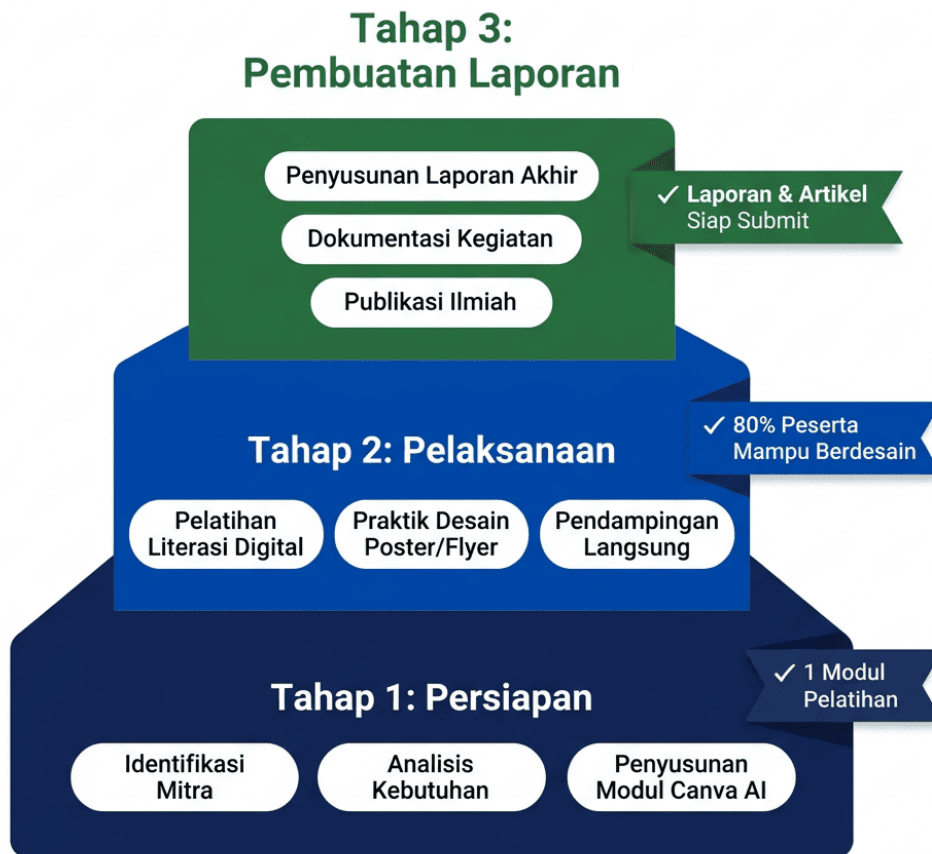 Tahap 3:
Pembuatan Laporan
Penyusunan Laporan Akhir
Dokumentasi Kegiatan
Publikasi Ilmiah
✓ Laporan & Artikel
Siap Submit
Tahap 2: Pelaksanaan
Pelatihan
Literasi Digital
Praktik Desain
Poster/Flyer
Pendampingan
Langsung
✓ 80% Peserta
Mampu Berdesain
Tahap 1: Persiapan
Identifikasi
Mitra
Analisis
Kebutuhan
Penyusunan
Modul Canva AI
✓ 1 Modul
Pelatihan